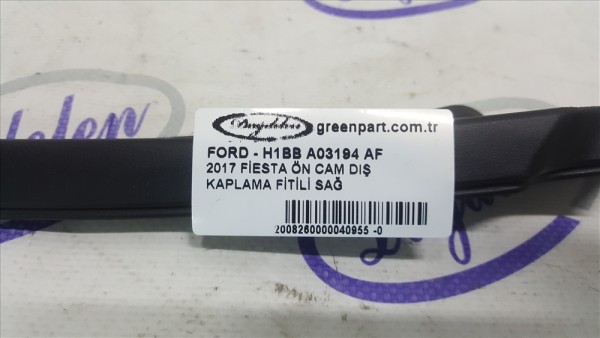 greenpart.com.tr
FORD - H1BB A03194 AF
2017 FİESTA ÖN CAM DIŞ
KAPLAMA FİTİLİ SAĞ
2008260000040955 -0